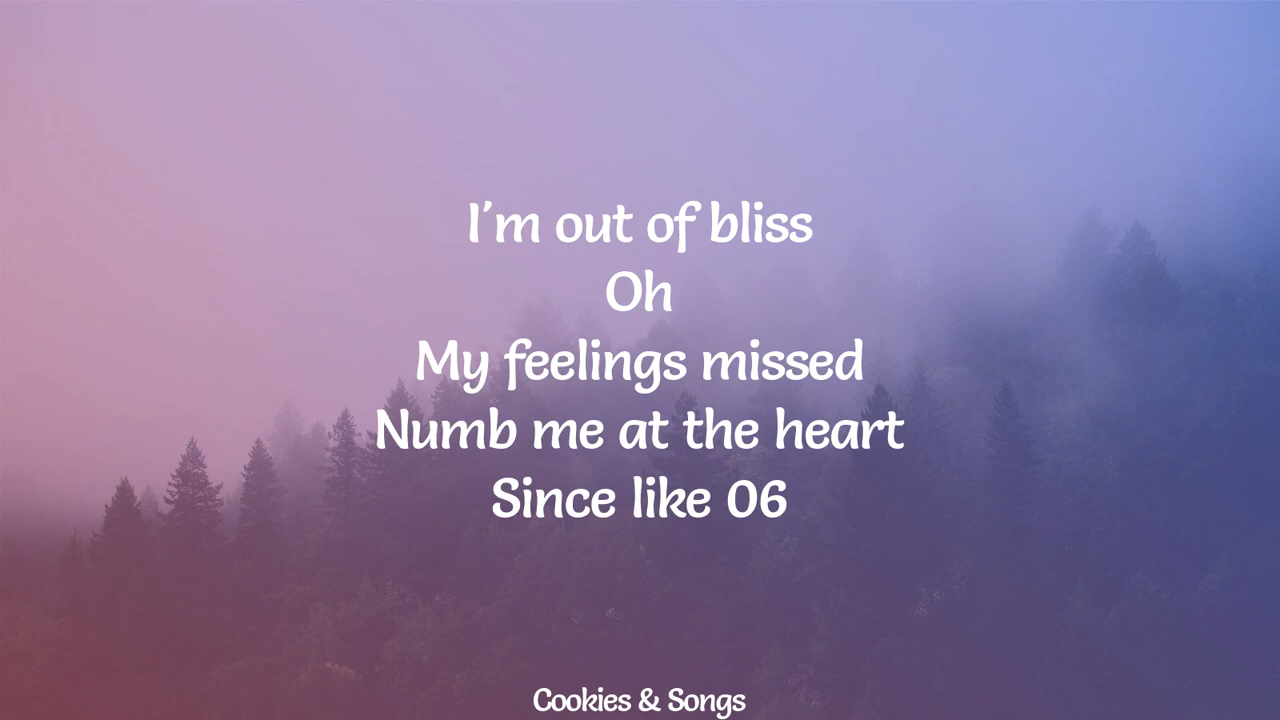 I'm out of bliss
Oh
My feelings missed
Numb me at the heart
Since like 06
Cookies & Songs